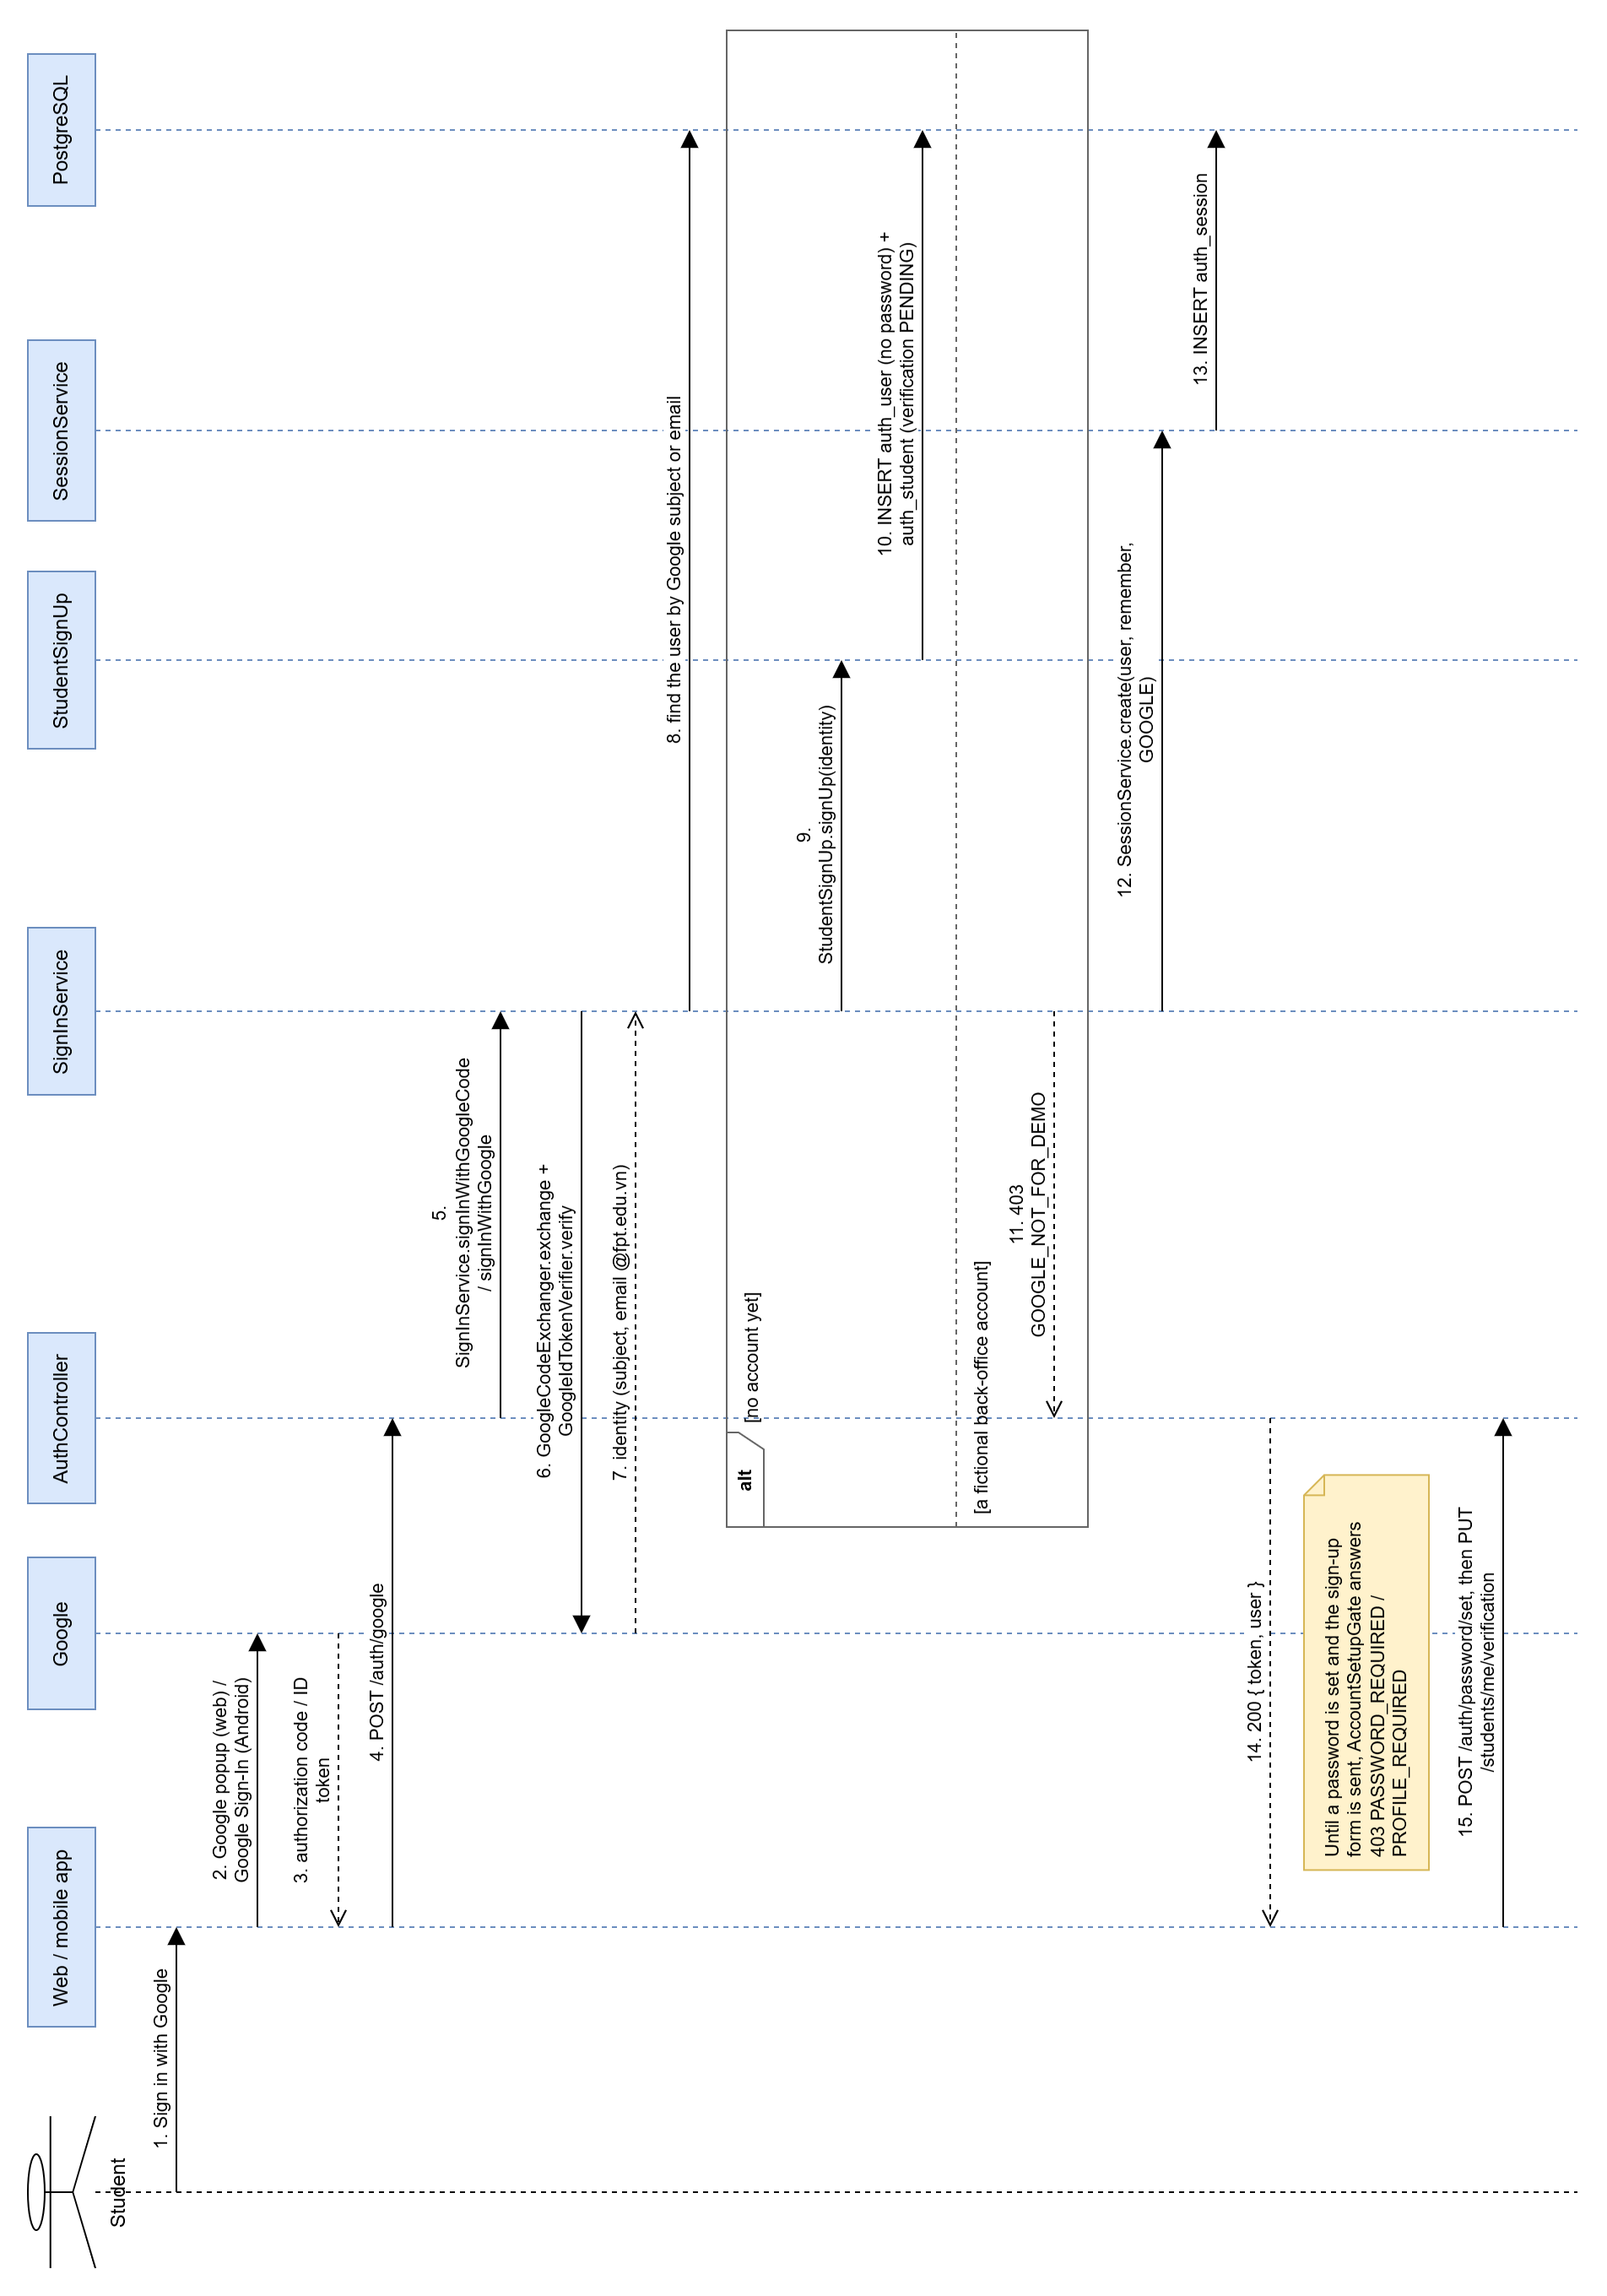 Student
Web / mobile app
Google
AuthController
SignInService
StudentSignUp
SessionService
PostgreSQL
1. Sign in with Google
2. Google popup (web) /
Google Sign-In (Android)
3. authorization code / ID
token
4. POST /auth/google
5.
SignInService.signInWithGoogleCode
/ signInWithGoogle
6. GoogleCodeExchanger.exchange +
GoogleIdTokenVerifier.verify
7. identity (subject, email @fpt.edu.vn)
8. find the user by Google subject or email
alt
[no account yet]
9.
StudentSignUp.signUp(identity)
10. INSERT auth_user (no password) +
auth_student (verification PENDING)
[a fictional back-office account]
11. 403
GOOGLE_NOT_FOR_DEMO
12. SessionService.create(user, remember,
GOOGLE)
13. INSERT auth_session
14. 200 { token, user }
Until a password is set and the sign-up
form is sent, AccountSetupGate answers
403 PASSWORD_REQUIRED /
PROFILE_REQUIRED
15. POST /auth/password/set, then PUT
/students/me/verification